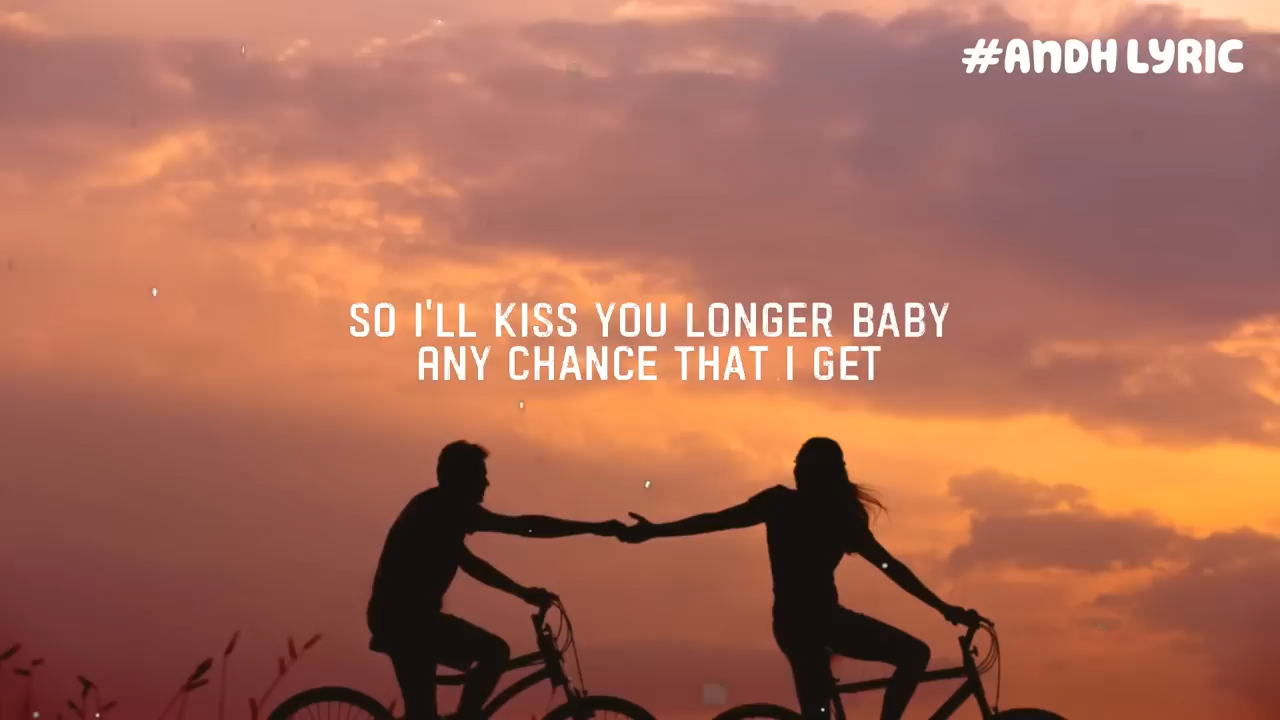 #ANDH LYRIC
SO I'LL KISS YOU LONGER BABY
ANY CHANCE THAT I GET